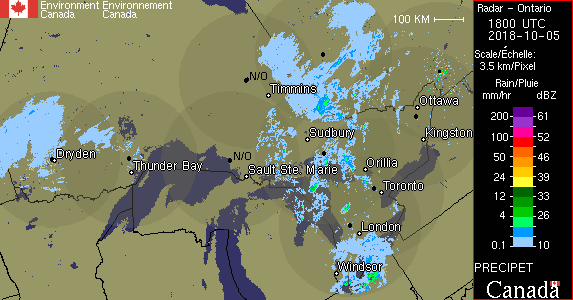 Environment Environnement
Canada Canada
100 KM
N/O
Timmins
Ottawa
Sudbury
Kingston
Dryden
Thunder Bay
N/O
Sault Ste. Marie
Orillia
Toronto
London
Windsor
Radar - Ontario
1800 UTC
2018-10-05
Scale/Échelle:
3.5 km/Pixel
Rain/Pluie
mm/hr dBZ
200 61
100 52
50 46
24 39
12 33
4 26
1 18
0.1 10
PRECIPET
Canada